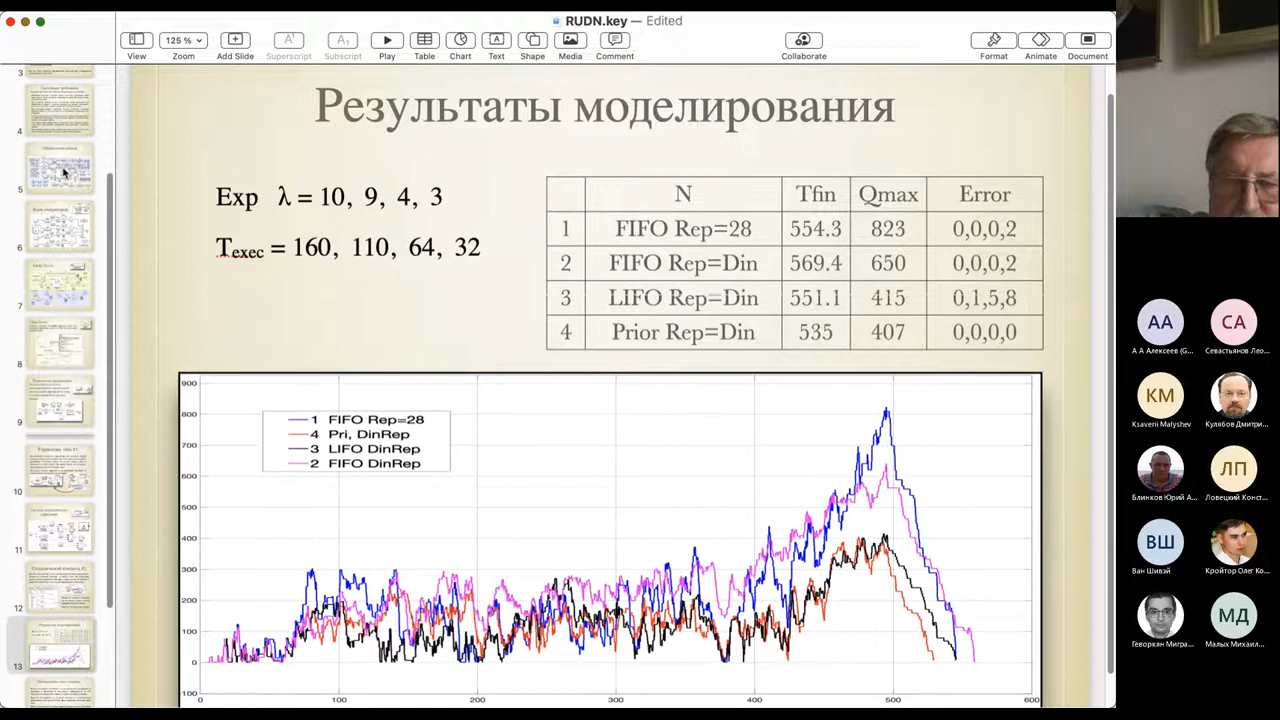 RUDN.key — Edited
View
125 %
Zoom
Add Slide
Superscript
Subscript
Play
Table
Chart
Text
Shape
Media
Comment
Collaborate
Format
Animate
Document
3
4
5
6
7
8
9
10
11
12
13
Результаты моделирования
Exp λ = 10, 9, 4, 3
Texec = 160, 110, 64, 32
N Tfin Qmax Error
1 FIFO Rep=28 554.3 823 0,0,0,2
2 FIFO Rep=Din 569.4 650 0,0,0,2
3 LIFO Rep=Din 551.1 415 0,1,5,8
4 Prior Rep=Din 535 407 0,0,0,0
900
800
700
600
500
400
300
200
100
0
100
1 FIFO Rep=28
4 Pri, DinRep
3 LIFO DinRep
2 FIFO DinRep
0 100 200 300 400 500 600
AA
CA
А А Алексеев (G...
Севастьянов Лео...
KM
Ksaverii Malyshev
Кулябов Дмитри...
ЛП
Блинков Юрий А...
Ловецкий Конст...
ВШ
Ван Шивэй
Кройтор Олег Ко...
МД
Геворкян Мигра...
Малых Михаил...